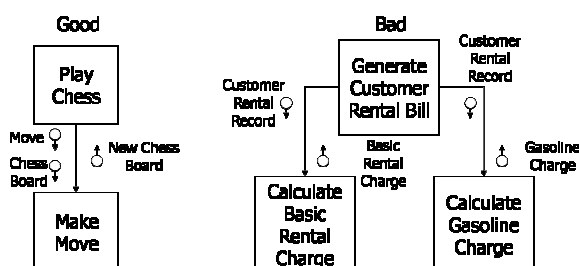 Good
Play
Chess
Move
Chess
Board
New Chess
Board
Make
Move
Bad
Generate
Customer
Rental Bill
Customer
Rental
Record
Customer
Rental
Record
Basic
Rental
Charge
Gasoline
Charge
Calculate
Basic
Rental
Charge
Calculate
Gasoline
Charge